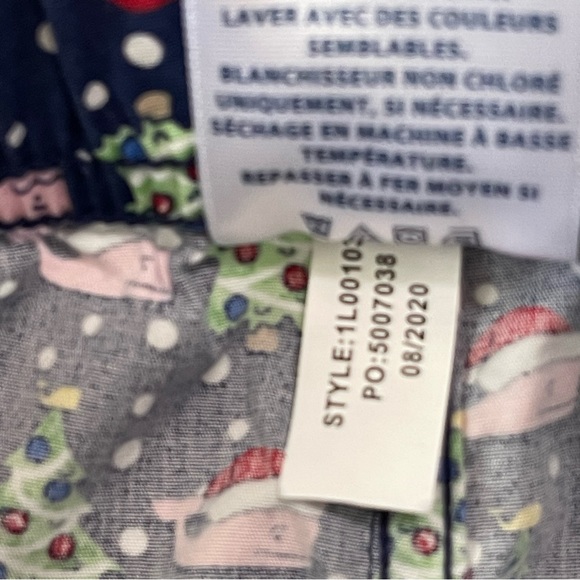 LAVER AVEC DES COULEURS
SEMBLABLES.
BLANCHISSEUR NON CHLORÉ
UNIQUEMENT, SI NÉCESSAIRE.
SÉCHAGE EN MACHINE À BASSE
TEMPÉRATURE.
REPASSER À FER MOYEN SI
NÉCESSAIRE.
STYLE:1L0010
PO:5007038
08/2020